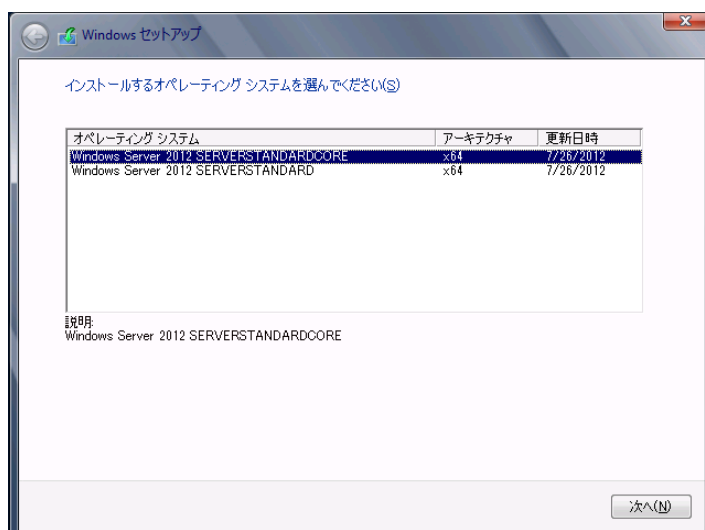 Windows セットアップ
インストールするオペレーティング システムを選んでください(S)
オペレーティング システム アーキテクチャ 更新日時
Windows Server 2012 SERVERSTANDARDCORE x64 7/26/2012
Windows Server 2012 SERVERSTANDARD x64 7/26/2012
説明:
Windows Server 2012 SERVERSTANDARDCORE
次へ(N)